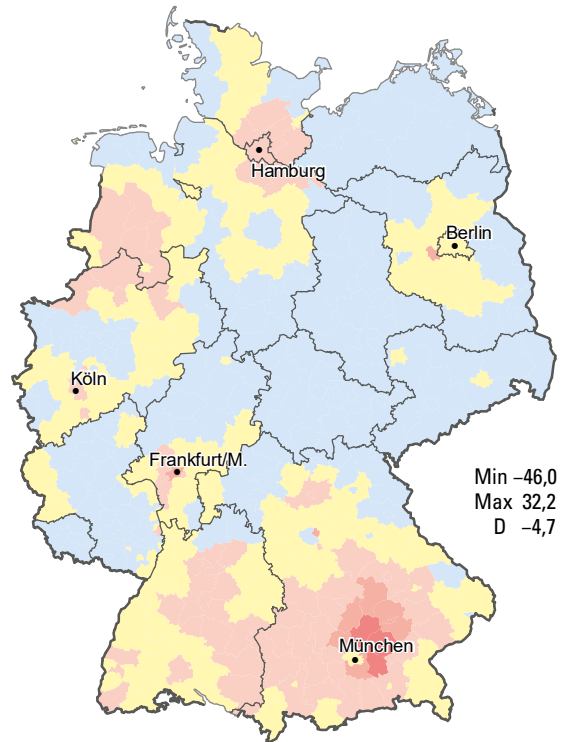 Hamburg
Berlin
Köln
Frankfurt/M.
Min –46,0
Max 32,2
D –4,7
München